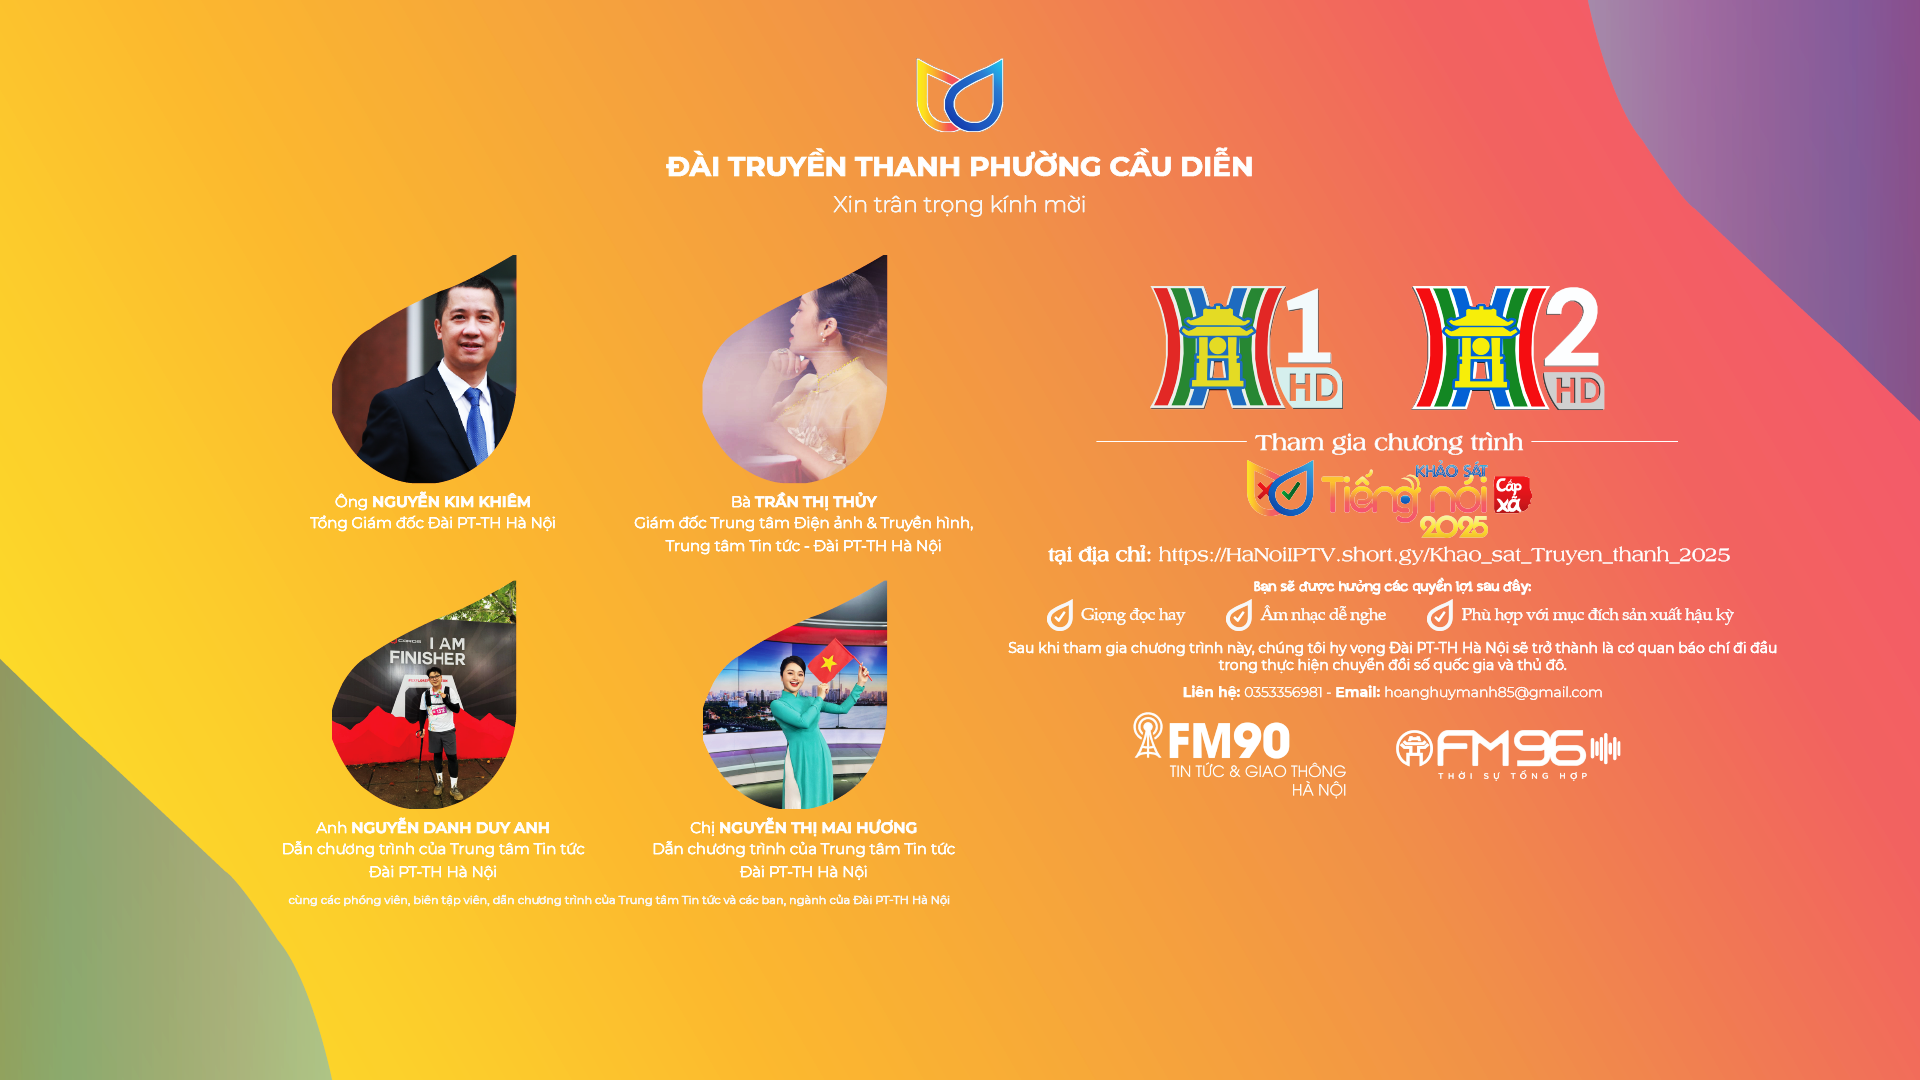 ĐÀI TRUYỀN THANH PHƯỜNG CẦU DIỄN
Xin trân trọng kính mời
Ông NGUYỄN KIM KHIÊM
Tổng Giám đốc Đài PT-TH Hà Nội
Bà TRẦN THỊ THỦY
Giám đốc Trung tâm Điện ảnh & Truyền hình,
Trung tâm Tin tức - Đài PT-TH Hà Nội
CARDS
I AM
FINISHER
Anh NGUYỄN DANH DUY ANH
Dẫn chương trình của Trung tâm Tin tức
Đài PT-TH Hà Nội
Chị NGUYỄN THỊ MAI HƯƠNG
Dẫn chương trình của Trung tâm Tin tức
Đài PT-TH Hà Nội
cùng các phóng viên, biên tập viên, dẫn chương trình của Trung tâm Tin tức và các ban, ngành của Đài PT-TH Hà Nội
H1
HD
H2
HD
Tham gia chương trình
KHẢO SÁT
Tiếng nói
Cấp
xã
2025
tại địa chỉ: https://HaNoiIPTV.short.gy/Khao_sat_Truyen_thanh_2025
Bạn sẽ được hưởng các quyền lợi sau đây:
Giọng đọc hay
Âm nhạc dễ nghe
Phù hợp với mục đích sản xuất hậu kỳ
Sau khi tham gia chương trình này, chúng tôi hy vọng Đài PT-TH Hà Nội sẽ trở thành là cơ quan báo chí đi đầu
trong thực hiện chuyển đổi số quốc gia và thủ đô.
Liên hệ: 0353356981 - Email: hoanghuymanh85@gmail.com
FM90
TIN TỨC & GIAO THÔNG
HÀ NỘI
FM96
THỜI SỰ TỔNG HỢP